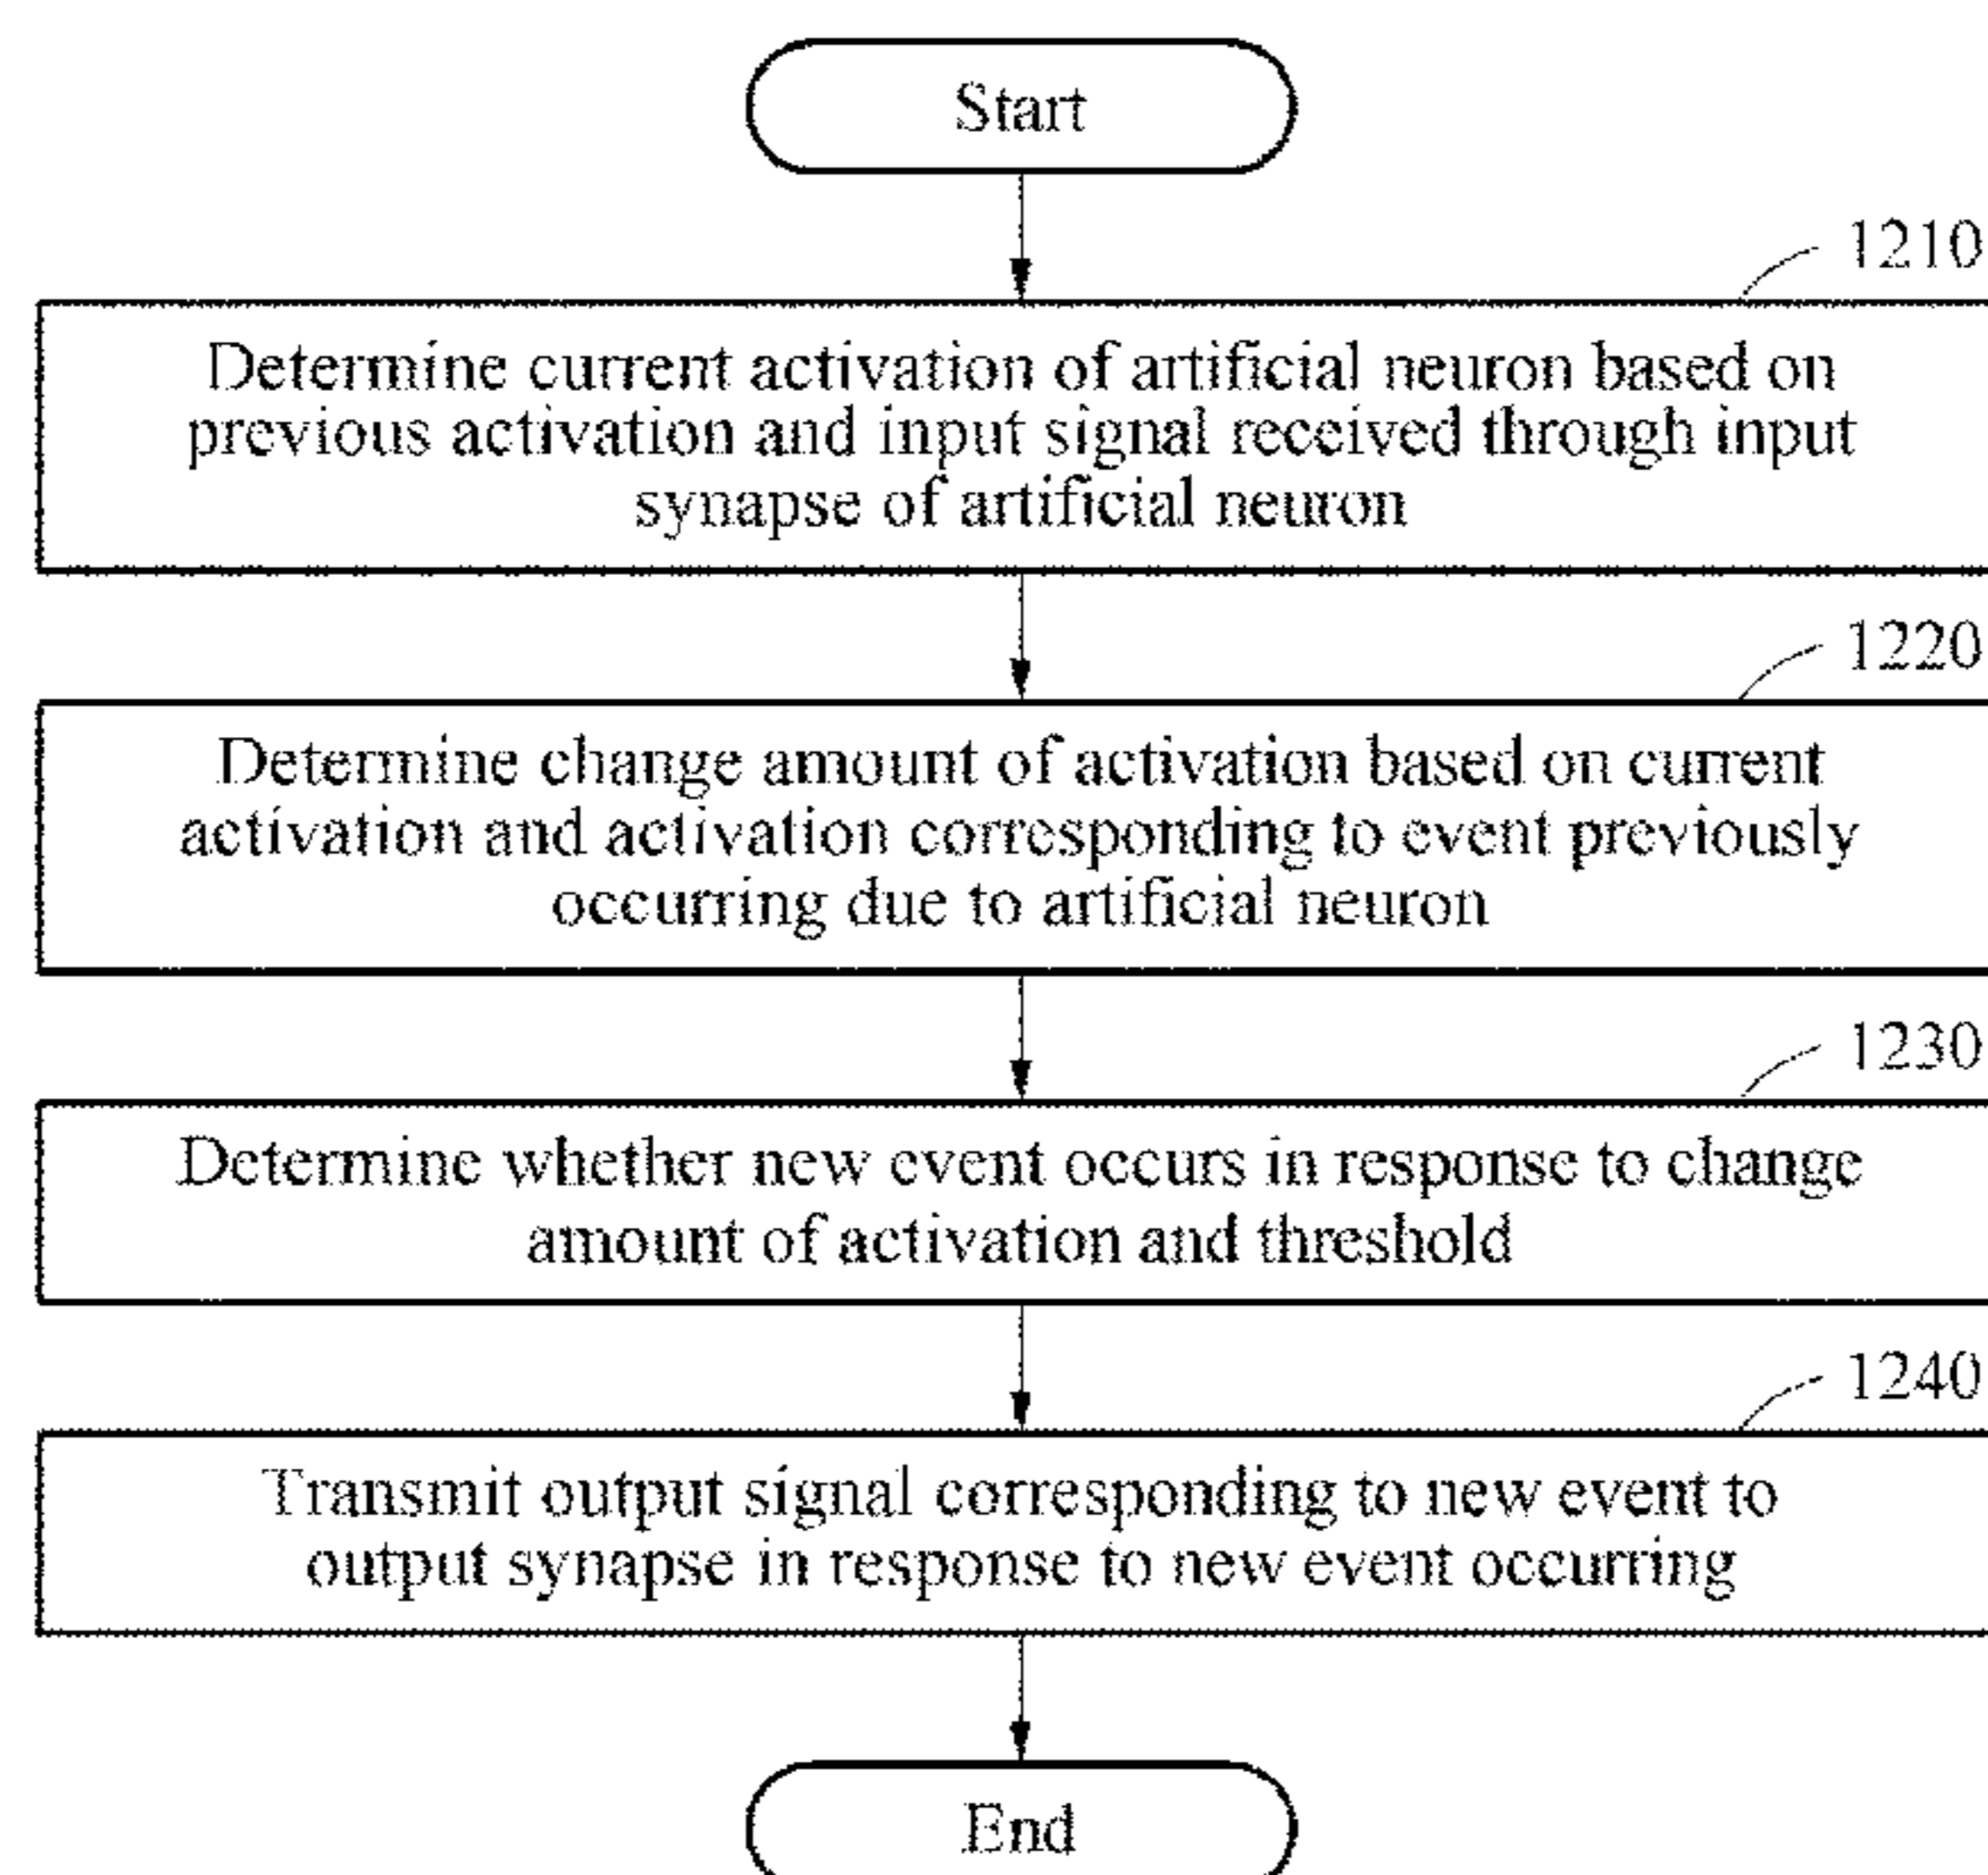 Start
1210
Determine current activation of artificial neuron based on
previous activation and input signal received through input
synapse of artificial neuron
1220
Determine change amount of activation based on current
activation and activation corresponding to event previously
occurring due to artificial neuron
1230
Determine whether new event occurs in response to change
amount of activation and threshold
1240
Transmit output signal corresponding to new event to
output synapse in response to new event occurring
End